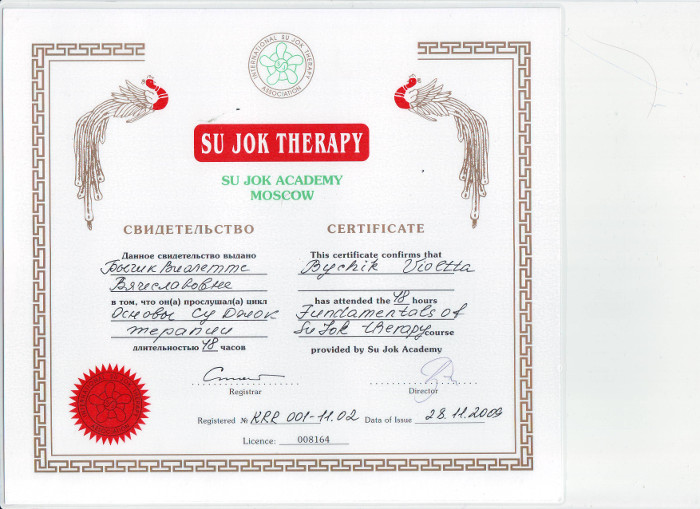 INTERNATIONAL SU JOK THERAPY
ASSOCIATION
SU JOK THERAPY
SU JOK ACADEMY
MOSCOW
СВИДЕТЕЛЬСТВО
Данное свидетельство выдано
Бычик Виолетте
Вячеславовне
в том, что он(а) прослушал(а) цикл
Основы Су Джок
терапии
длительностью 48 часов
CERTIFICATE
This certificate confirms that
Bychik Violetta
has attended the 48 hours
Fundamentals of
Su Jok therapy course
provided by Su Jok Academy
Registrar
Director
Registered № KRR 001-11.02 Data of Issue 28.11.2009
Licence: 008164